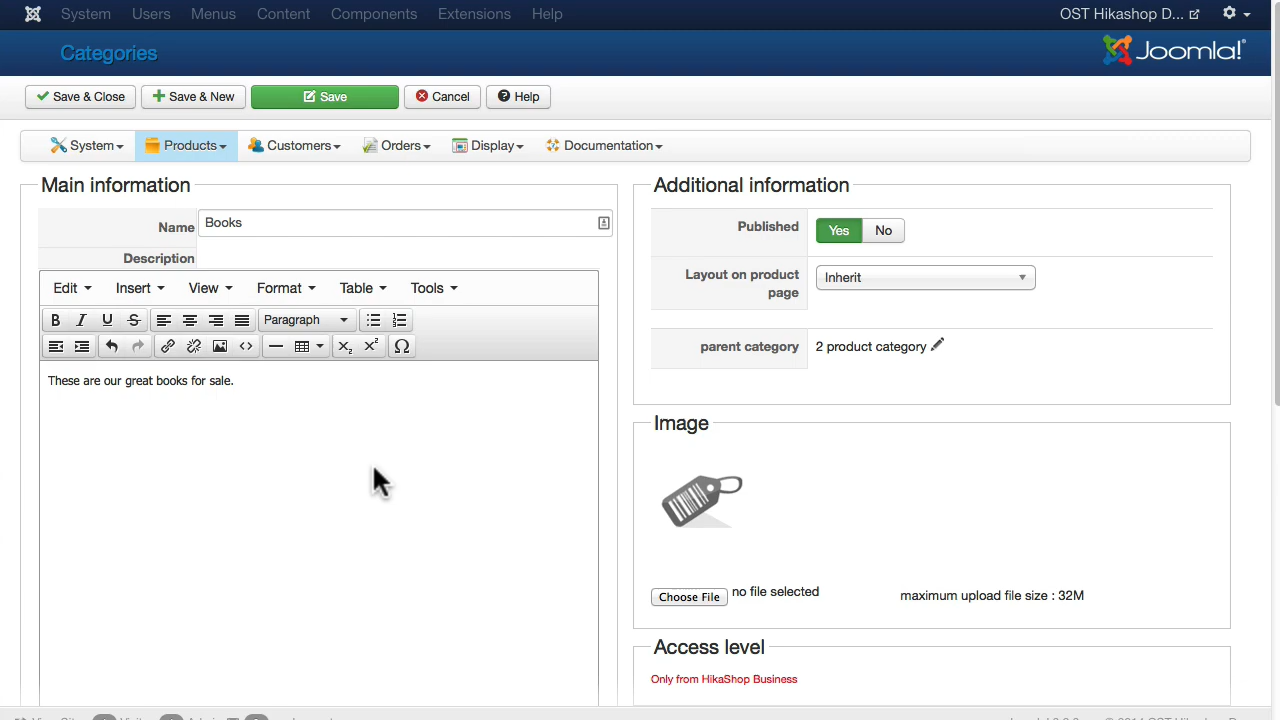 System Users Menus Content Components Extensions Help OST Hikashop D...
Categories Joomla!
Save & Close Save & New Save Cancel Help
System Products Customers Orders Display Documentation
Main information
Name Books
Description
Edit Insert View Format Table Tools
B I U S Paragraph
These are our great books for sale.
Additional information
Published Yes No
Layout on product
page
Inherit
parent category 2 product category
Image
Choose File no file selected maximum upload file size : 32M
Access level
Only from HikaShop Business